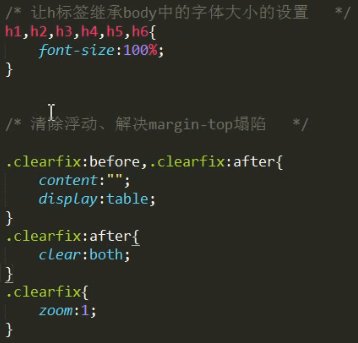 /* 让h标签继承body中的字体大小的设置   */
h1,h2,h3,h4,h5,h6{
    font-size:100%;
}
/* 清除浮动、解决margin-top塌陷   */
.clearfix:before,.clearfix:after{
    content:"";
    display:table;
}
.clearfix:after{
    clear:both;
}
.clearfix{
    zoom:1;
}